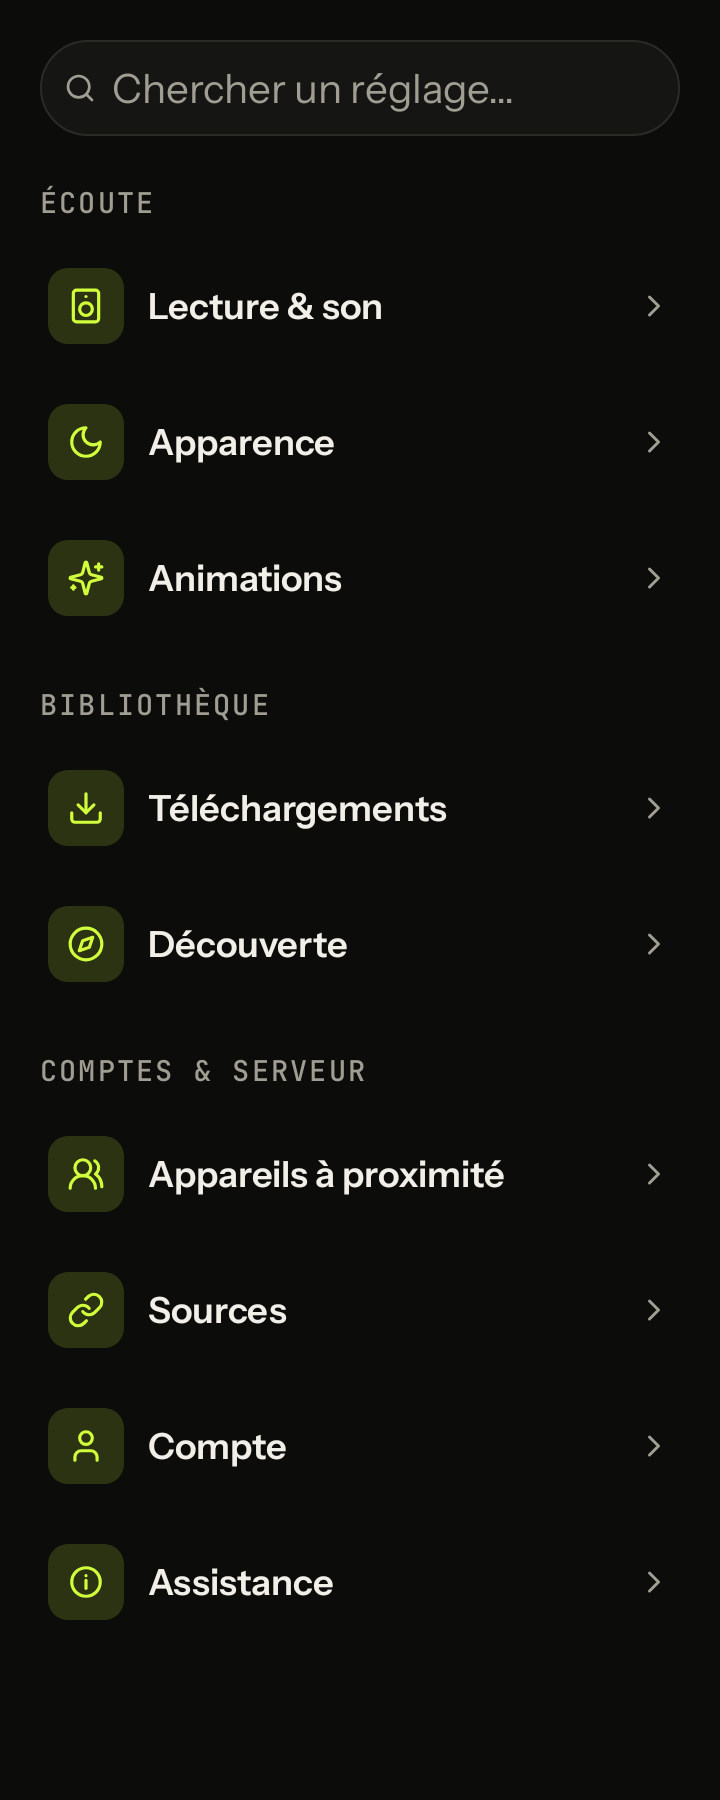 Chercher un réglage...
ÉCOUTE
Lecture & son
Apparence
Animations
BIBLIOTHÈQUE
Téléchargements
Découverte
COMPTES & SERVEUR
Appareils à proximité
Sources
Compte
Assistance